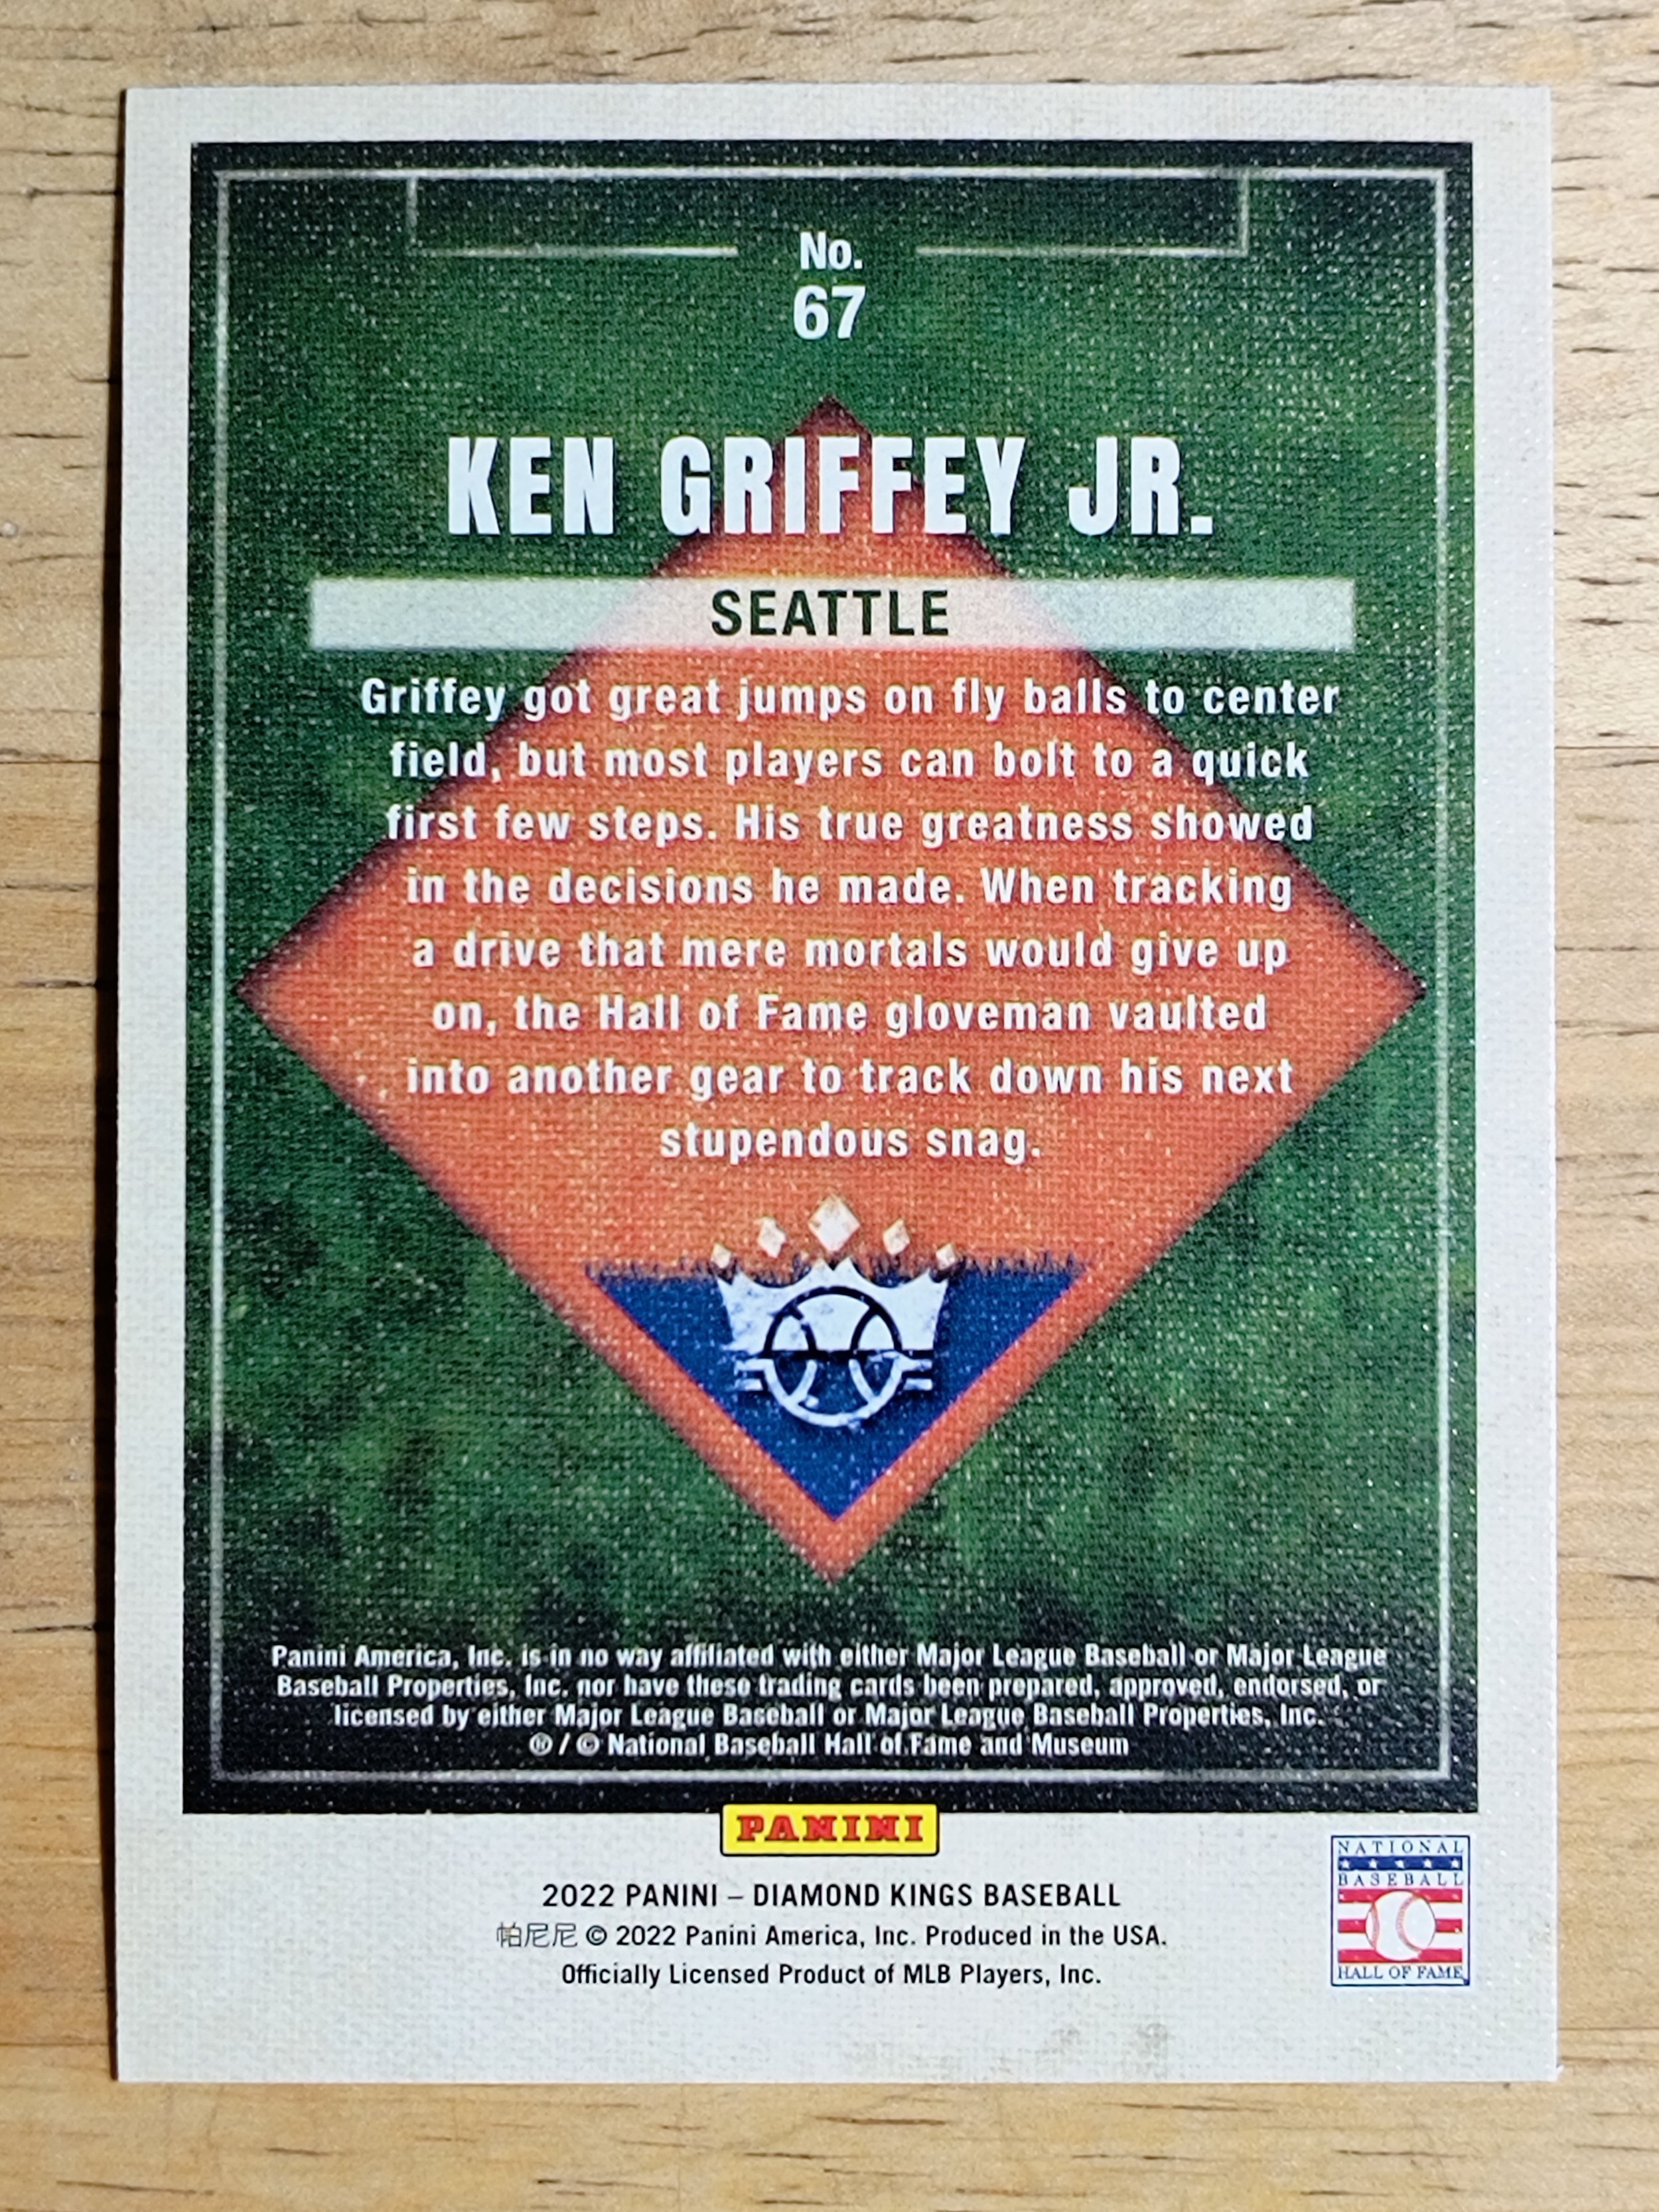 No.
67
KEN GRIFFEY JR.
SEATTLE
Griffey got great jumps on fly balls to center
field, but most players can bolt to a quick
first few steps. His true greatness showed
in the decisions he made. When tracking
a drive that mere mortals would give up
on, the Hall of Fame gloveman vaulted
into another gear to track down his next
stupendous snag.
Panini America, Inc. is in no way affiliated with either Major League Baseball or Major League
Baseball Properties, Inc. nor have these trading cards been prepared, approved, endorsed, or
licensed by either Major League Baseball or Major League Baseball Properties, Inc.
® / © National Baseball Hall of Fame and Museum
PANINI
2022 PANINI – DIAMOND KINGS BASEBALL
帕尼尼 © 2022 Panini America, Inc. Produced in the USA.
Officially Licensed Product of MLB Players, Inc.
NATIONAL
BASEBALL
HALL OF FAME